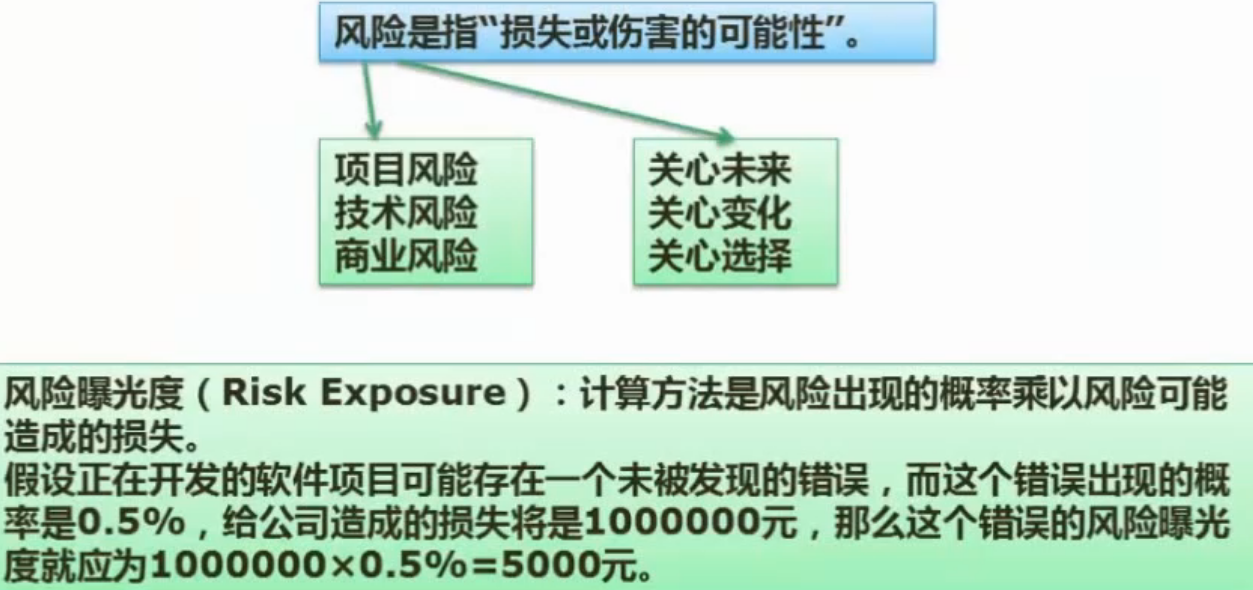 风险是指“损失或伤害的可能性”。
项目风险
技术风险
商业风险
关心未来
关心变化
关心选择
风险曝光度（Risk Exposure）：计算方法是风险出现的概率乘以风险可能
造成的损失。
假设正在开发的软件项目可能存在一个未被发现的错误，而这个错误出现的概
率是0.5%，给公司造成的损失将是1000000元，那么这个错误的风险曝光
度就应为1000000×0.5%=5000元。